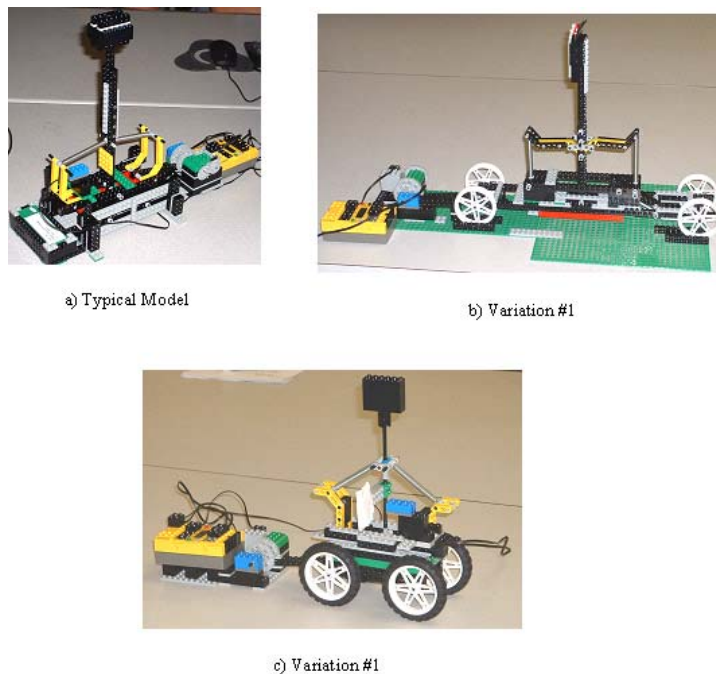 a) Typical Model
b) Variation #1
c) Variation #1